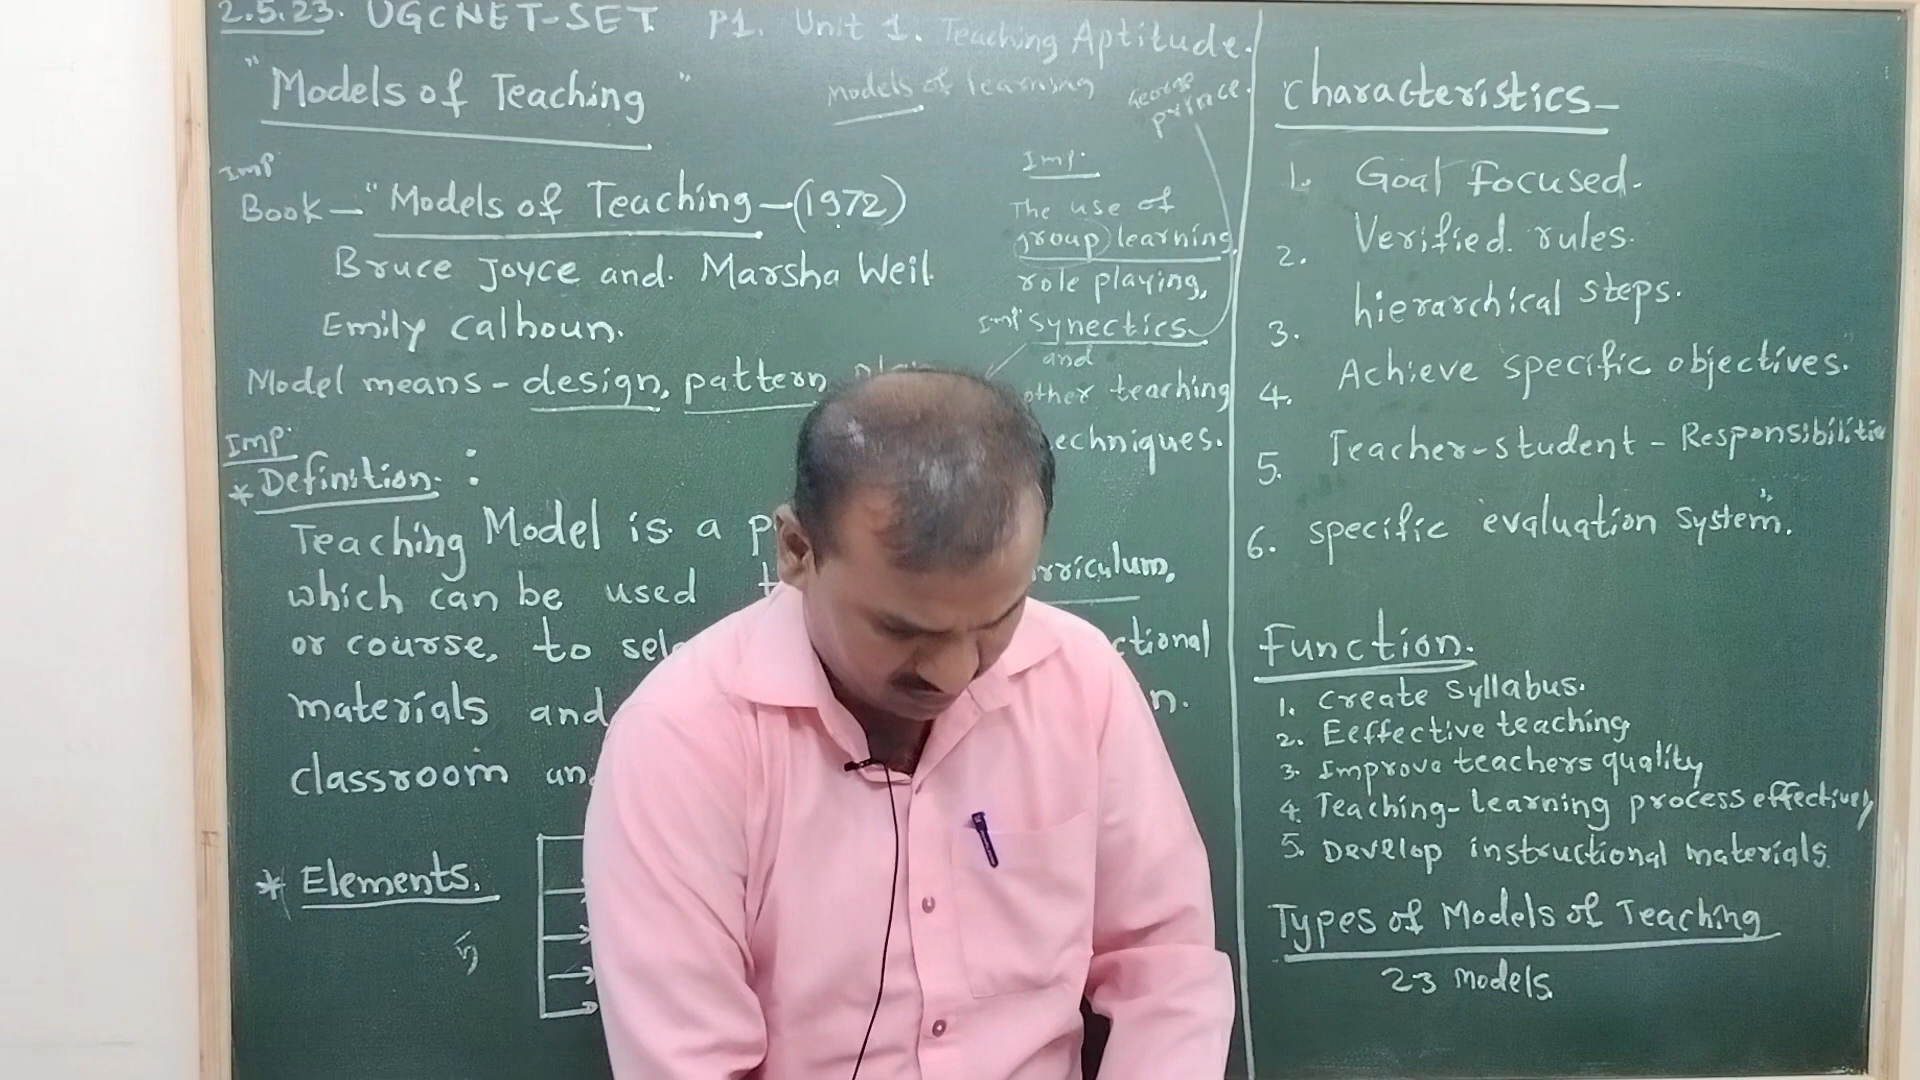 2.5.23. UGCNET-SET P1. Unit 1. Teaching Aptitude.
"Models of Teaching"
models of learning
George prince.
Imp
Book - "Models of Teaching - (1972)
Bruce Joyce and. Marsha Weil.
Emily Calhoun.
Model means - design, pattern
Imp.
* Definition. :
Teaching Model is a
which can be used curriculum,
or course, to
materials and
classroom
* Elements.
5
Imp.
The use of
group learning,
role playing,
Imp synectics
and
other teaching
techniques.
Characteristics -
1. Goal focused.
2. Verified. rules.
3. hierarchical steps.
4. Achieve specific objectives.
5. Teacher-student - Responsibilities
6. specific evaluation system".
Function.
1. Create syllabus.
2. Eeffective teaching
3. Improve teachers quality
4. Teaching-learning process effectively
5. Develop instructional materials.
Types of Models of Teaching
23 models.